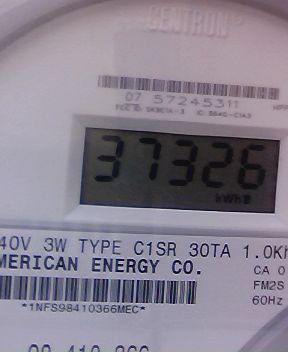 CENTRON®
07 57245311
37326
kWh
40V 3W TYPE C1SR 30TA 1.0Kh
MERICAN ENERGY CO.
CA 0
FM2S
60Hz
*1NFS98410366MEC*